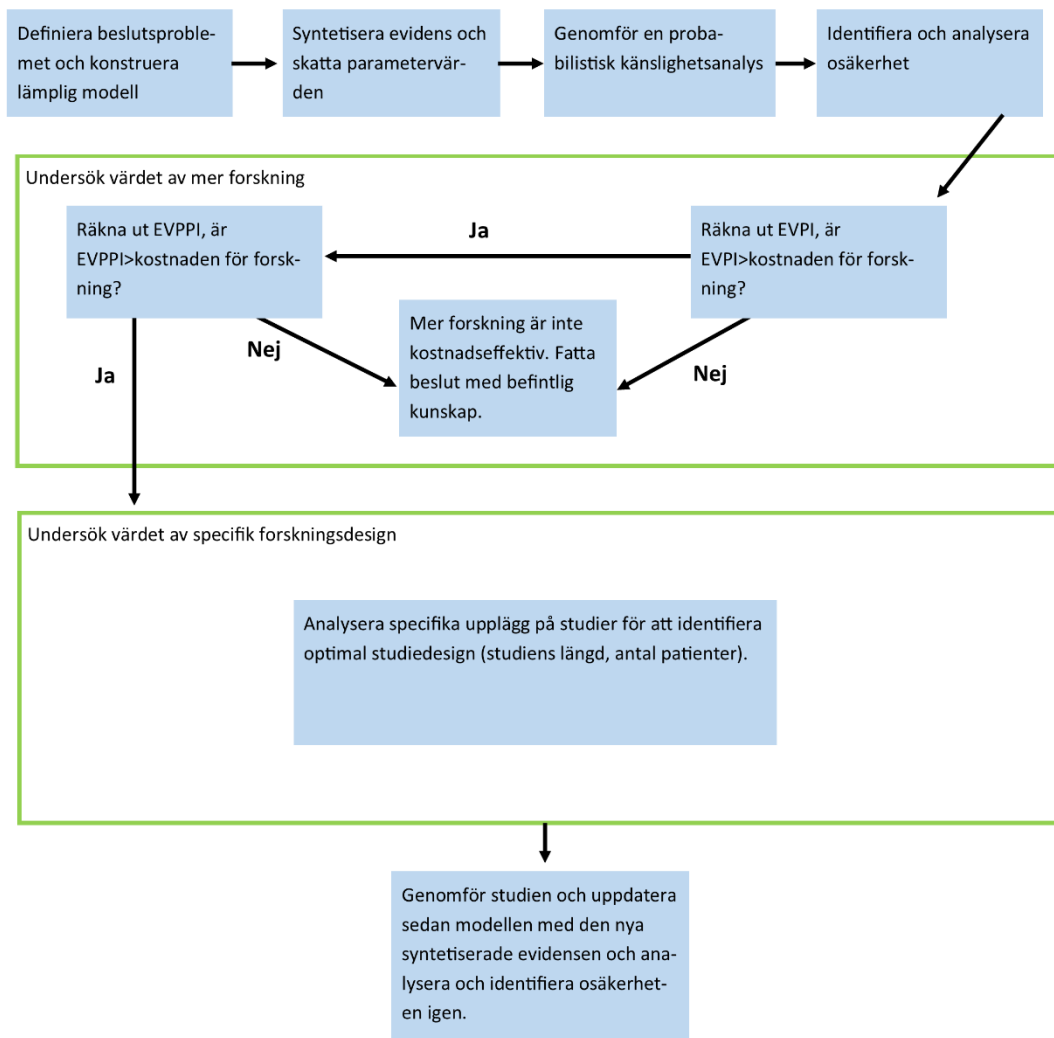 Definiera beslutsproble-
met och konstruera
lämplig modell
Syntetisera evidens och
skatta parametervär-
den
Genomför en proba-
bilistisk känslighetsanalys
Identifiera och analysera
osäkerhet
Undersök värdet av mer forskning
Räkna ut EVPPI, är
EVPPI>kostnaden för forsk-
ning?
Ja
Räkna ut EVPI, är
EVPI>kostnaden för forsk-
ning?
Nej
Mer forskning är inte
kostnadseffektiv. Fatta
beslut med befintlig
kunskap.
Nej
Ja
Undersök värdet av specifik forskningsdesign
Analysera specifika upplägg på studier för att identifiera
optimal studiedesign (studiens längd, antal patienter).
Genomför studien och uppdatera
sedan modellen med den nya
syntetiserade evidensen och ana-
lysera och identifiera osäkerhet-
en igen.